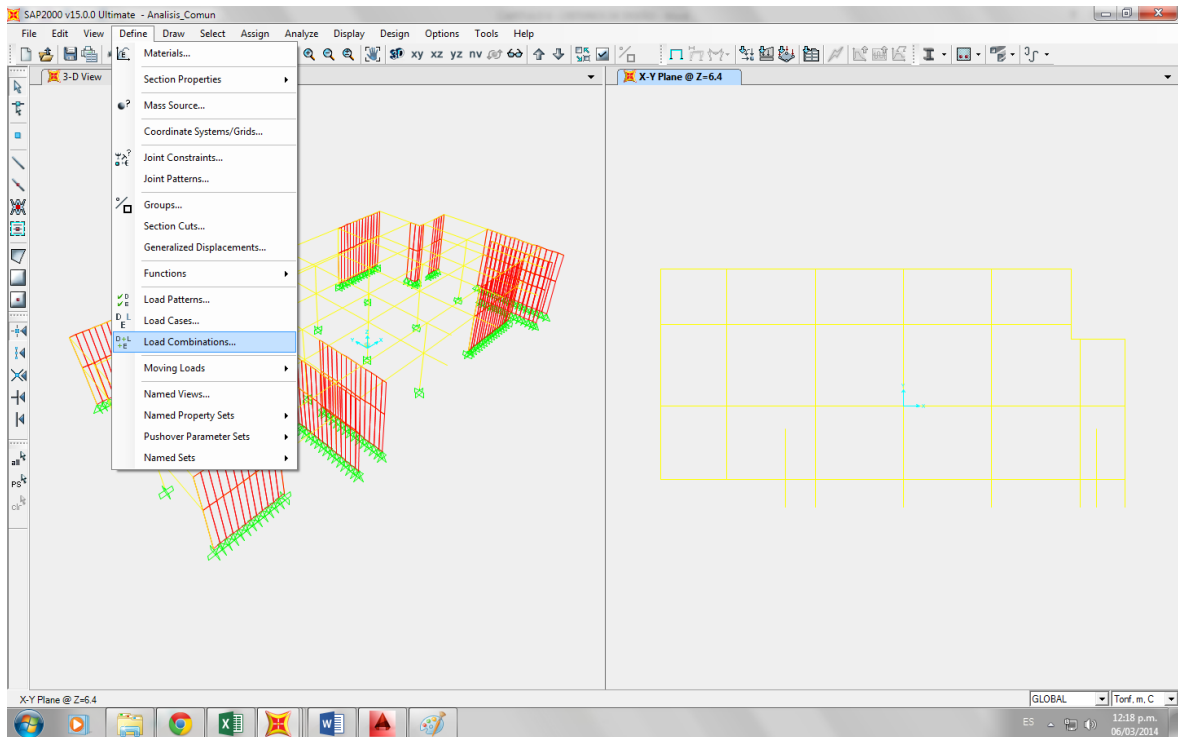 SAP2000 v15.0.0 Ultimate - Analisis_Comun
File Edit View Define Draw Select Assign Analyze Display Design Options Tools Help
xy xz yz nv
3-D View
X-Y Plane @ Z=6.4
Materials...
Section Properties
Mass Source...
Coordinate Systems/Grids...
Joint Constraints...
Joint Patterns...
Groups...
Section Cuts...
Generalized Displacements...
Functions
Load Patterns...
Load Cases...
Load Combinations...
Moving Loads
Named Views...
Named Property Sets
Pushover Parameter Sets
Named Sets
all
PS
clr
X-Y Plane @ Z=6.4
GLOBAL
Tonf, m, C
ES
12:18 p.m.
06/03/2014